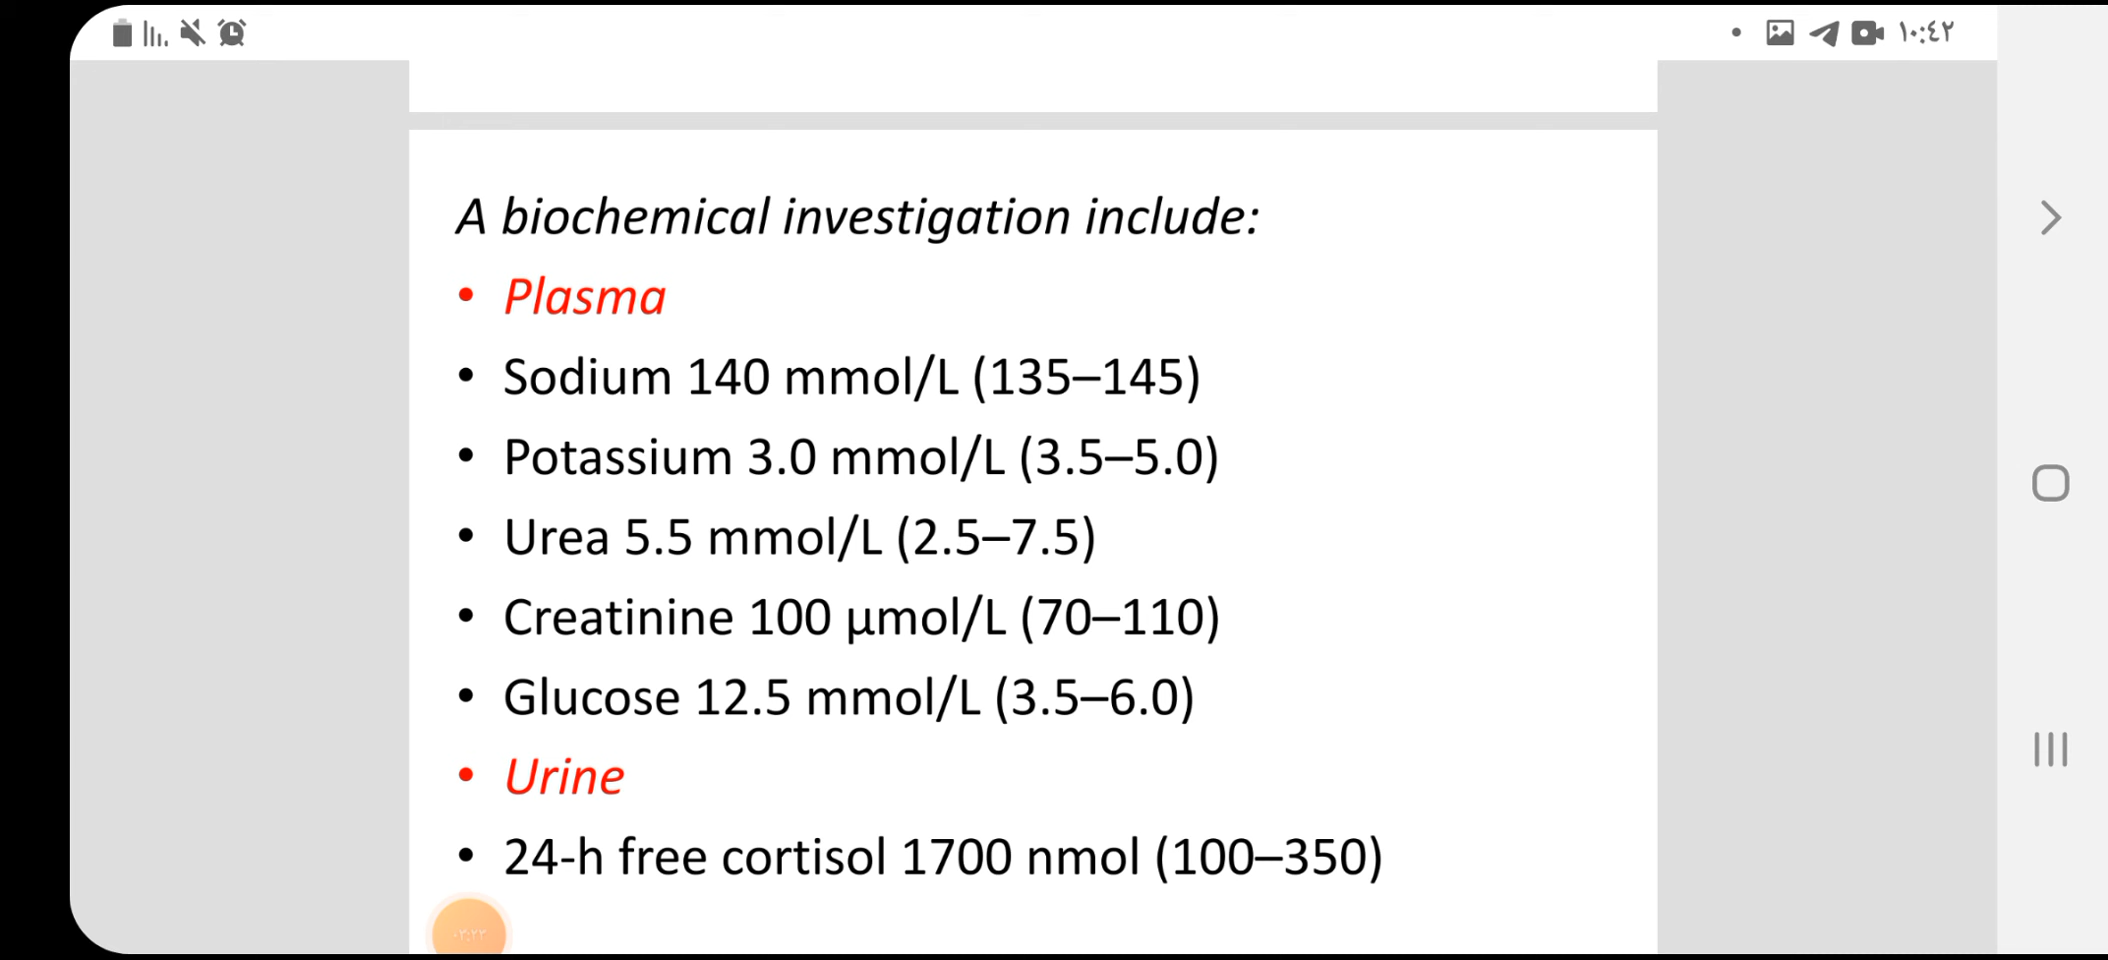 ١٠:٤٢
A biochemical investigation include:
• Plasma
• Sodium 140 mmol/L (135–145)
• Potassium 3.0 mmol/L (3.5–5.0)
• Urea 5.5 mmol/L (2.5–7.5)
• Creatinine 100 µmol/L (70–110)
• Glucose 12.5 mmol/L (3.5–6.0)
• Urine
• 24-h free cortisol 1700 nmol (100–350)